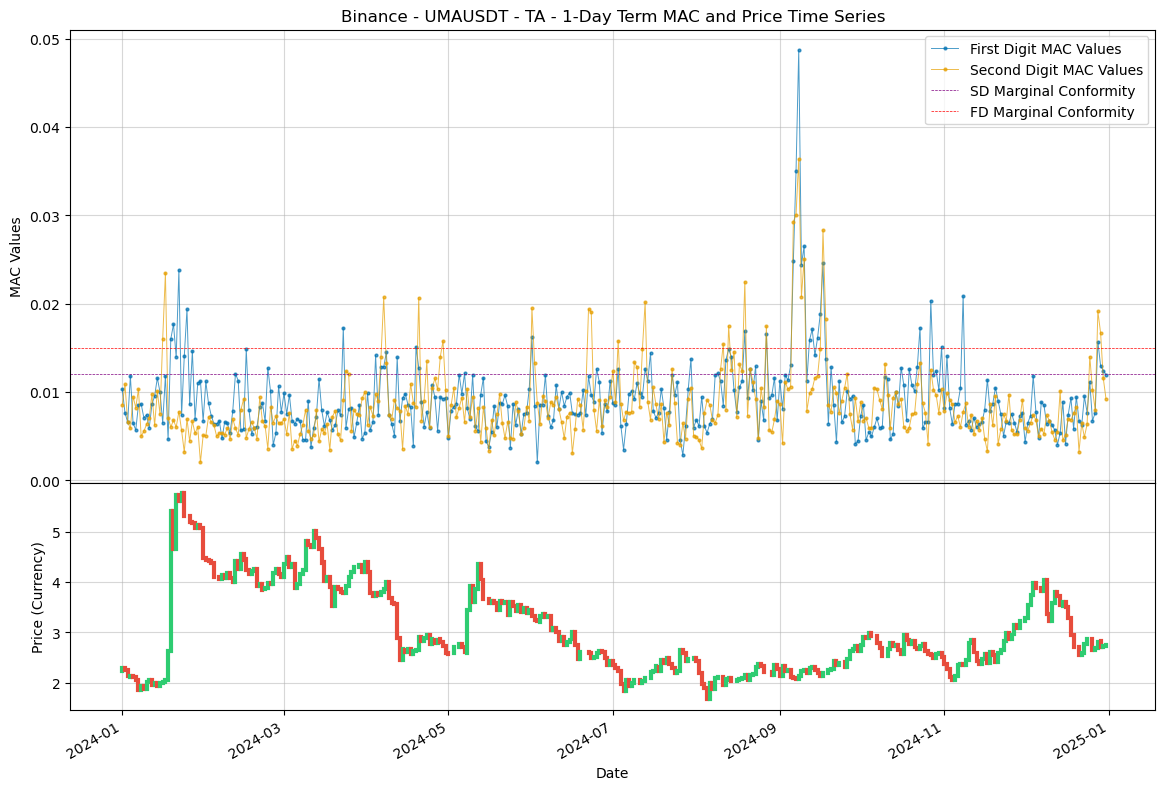 Binance - UMAUSDT - TA - 1-Day Term MAC and Price Time Series
First Digit MAC Values
Second Digit MAC Values
SD Marginal Conformity
FD Marginal Conformity
MAC Values
0.05
0.04
0.03
0.02
0.01
0.00
Price (Currency)
5
4
3
2
2024-01
2024-03
2024-05
2024-07
2024-09
2024-11
2025-01
Date